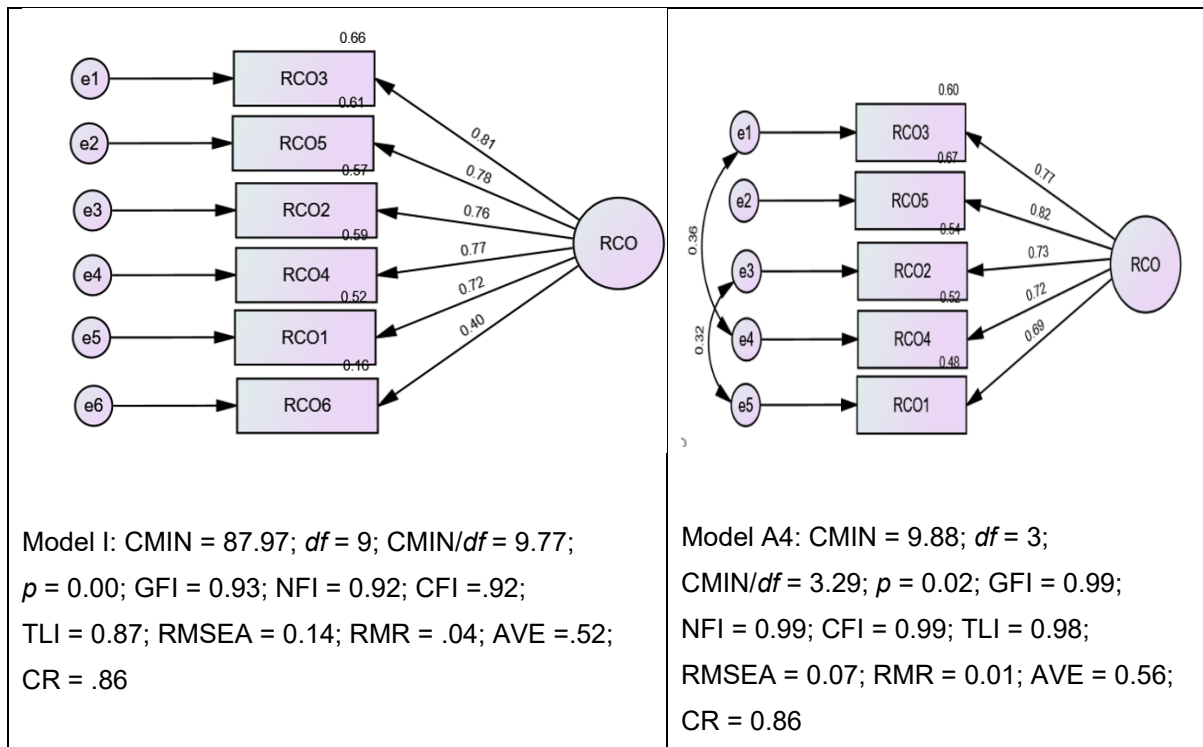 0.66
e1 RCO3
0.81
0.61
e2 RCO5
0.78
0.57
e3 RCO2
0.76
0.59
RCO
e4 RCO4
0.77
0.52
e5 RCO1
0.72
0.16
e6 RCO6
0.40
Model I: CMIN = 87.97; df = 9; CMIN/df = 9.77;
p = 0.00; GFI = 0.93; NFI = 0.92; CFI =.92;
TLI = 0.87; RMSEA = 0.14; RMR = .04; AVE =.52;
CR = .86
0.60
e1 RCO3
0.77
0.67
e2 RCO5
0.82
0.54
0.36
e3 RCO2
0.73
RCO
0.52
0.32
e4 RCO4
0.72
0.48
e5 RCO1
0.69
Model A4: CMIN = 9.88; df = 3;
CMIN/df = 3.29; p = 0.02; GFI = 0.99;
NFI = 0.99; CFI = 0.99; TLI = 0.98;
RMSEA = 0.07; RMR = 0.01; AVE = 0.56;
CR = 0.86